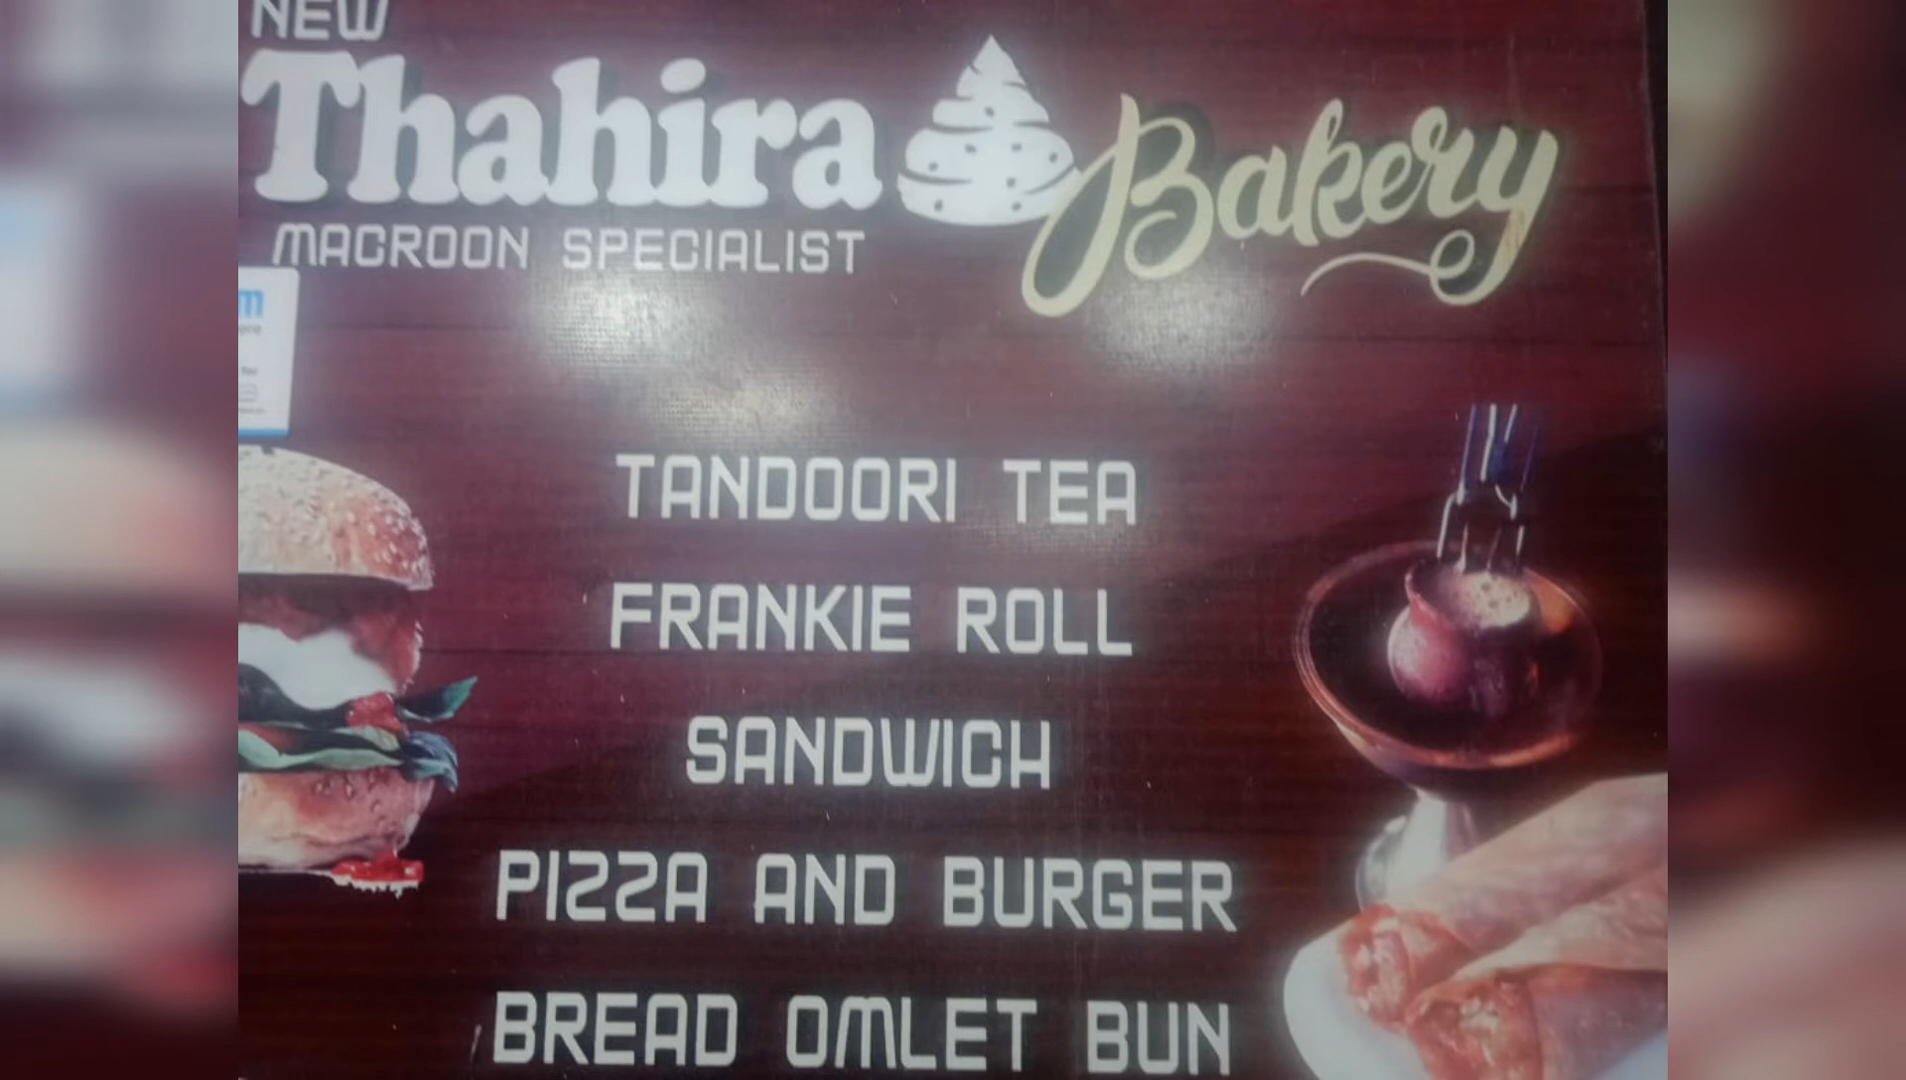 NEW
Thahira Bakery
MACROON SPECIALIST
TANDOORI TEA
FRANKIE ROLL
SANDWICH
PIZZA AND BURGER
BREAD OMLET BUN